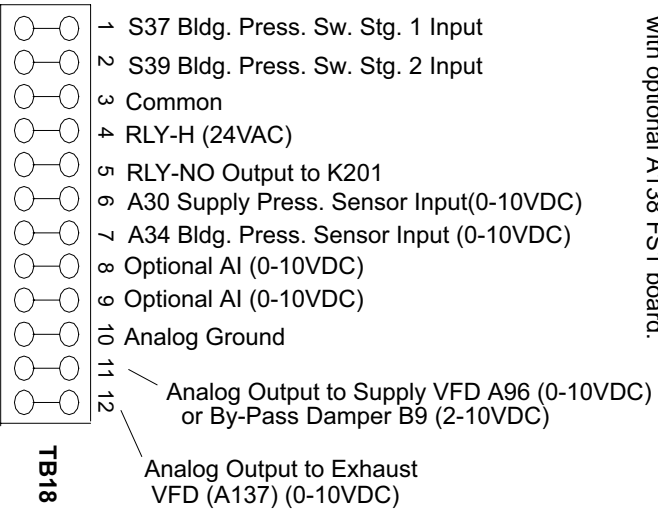 1 S37 Bldg. Press. Sw. Stg. 1 Input
2 S39 Bldg. Press. Sw. Stg. 2 Input
3 Common
4 RLY-H (24VAC)
5 RLY-NO Output to K201
6 A30 Supply Press. Sensor Input(0-10VDC)
7 A34 Bldg. Press. Sensor Input (0-10VDC)
8 Optional AI (0-10VDC)
9 Optional AI (0-10VDC)
10 Analog Ground
11
Analog Output to Supply VFD A96 (0-10VDC)
or By-Pass Damper B9 (2-10VDC)
12
Analog Output to Exhaust
VFD (A137) (0-10VDC)
TB18
with optional A138 FST board.